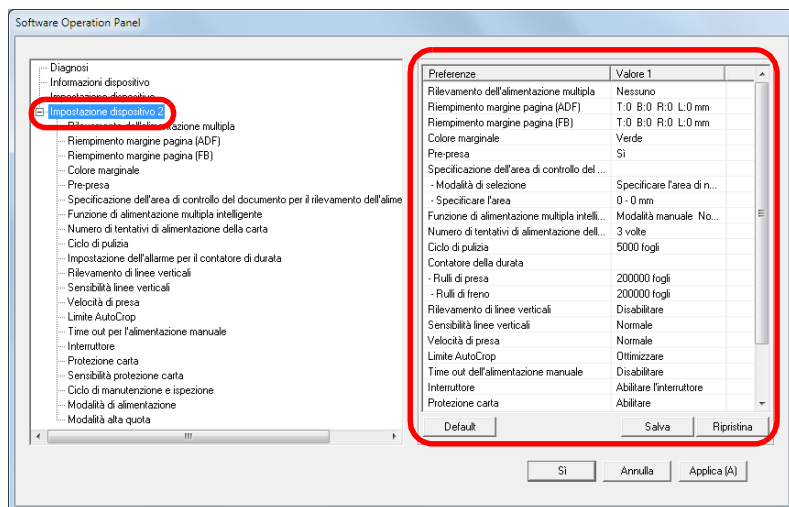 Software Operation Panel
Diagnosi
Informazioni dispositivo
Impostazione dispositivo
Impostazione dispositivo 2
Rilevamento dell'alimentazione multipla
Riempimento margine pagina (ADF)
Riempimento margine pagina (FB)
Colore marginale
Pre-presa
Specificazione dell'area di controllo del documento per il rilevamento dell'alime
Funzione di alimentazione multipla intelligente
Numero di tentativi di alimentazione della carta
Ciclo di pulizia
Impostazione dell'allarme per il contatore di durata
Rilevamento di linee verticali
Sensibilità linee verticali
Velocità di presa
Limite AutoCrop
Time out per l'alimentazione manuale
Interruttore
Protezione carta
Sensibilità protezione carta
Ciclo di manutenzione e ispezione
Modalità di alimentazione
Modalità alta quota
Preferenze Valore 1
Rilevamento dell'alimentazione multipla Nessuno
Riempimento margine pagina (ADF) T:0 B:0 R:0 L:0 mm
Riempimento margine pagina (FB) T:0 B:0 R:0 L:0 mm
Colore marginale Verde
Pre-presa Sì
Specificazione dell'area di controllo del ...
- Modalità di selezione Specificare l'area di n...
- Specificare l'area 0 - 0 mm
Funzione di alimentazione multipla intelli... Modalità manuale No...
Numero di tentativi di alimentazione dell... 3 volte
Ciclo di pulizia 5000 fogli
Contatore della durata
- Rulli di presa 200000 fogli
- Rulli di freno 200000 fogli
Rilevamento di linee verticali Disabilitare
Sensibilità linee verticali Normale
Velocità di presa Normale
Limite AutoCrop Ottimizzare
Time out dell'alimentazione manuale Disabilitare
Interruttore Abilitare l'interruttore
Protezione carta Abilitare
Default Salva Ripristina
Sì Annulla Applica (A)